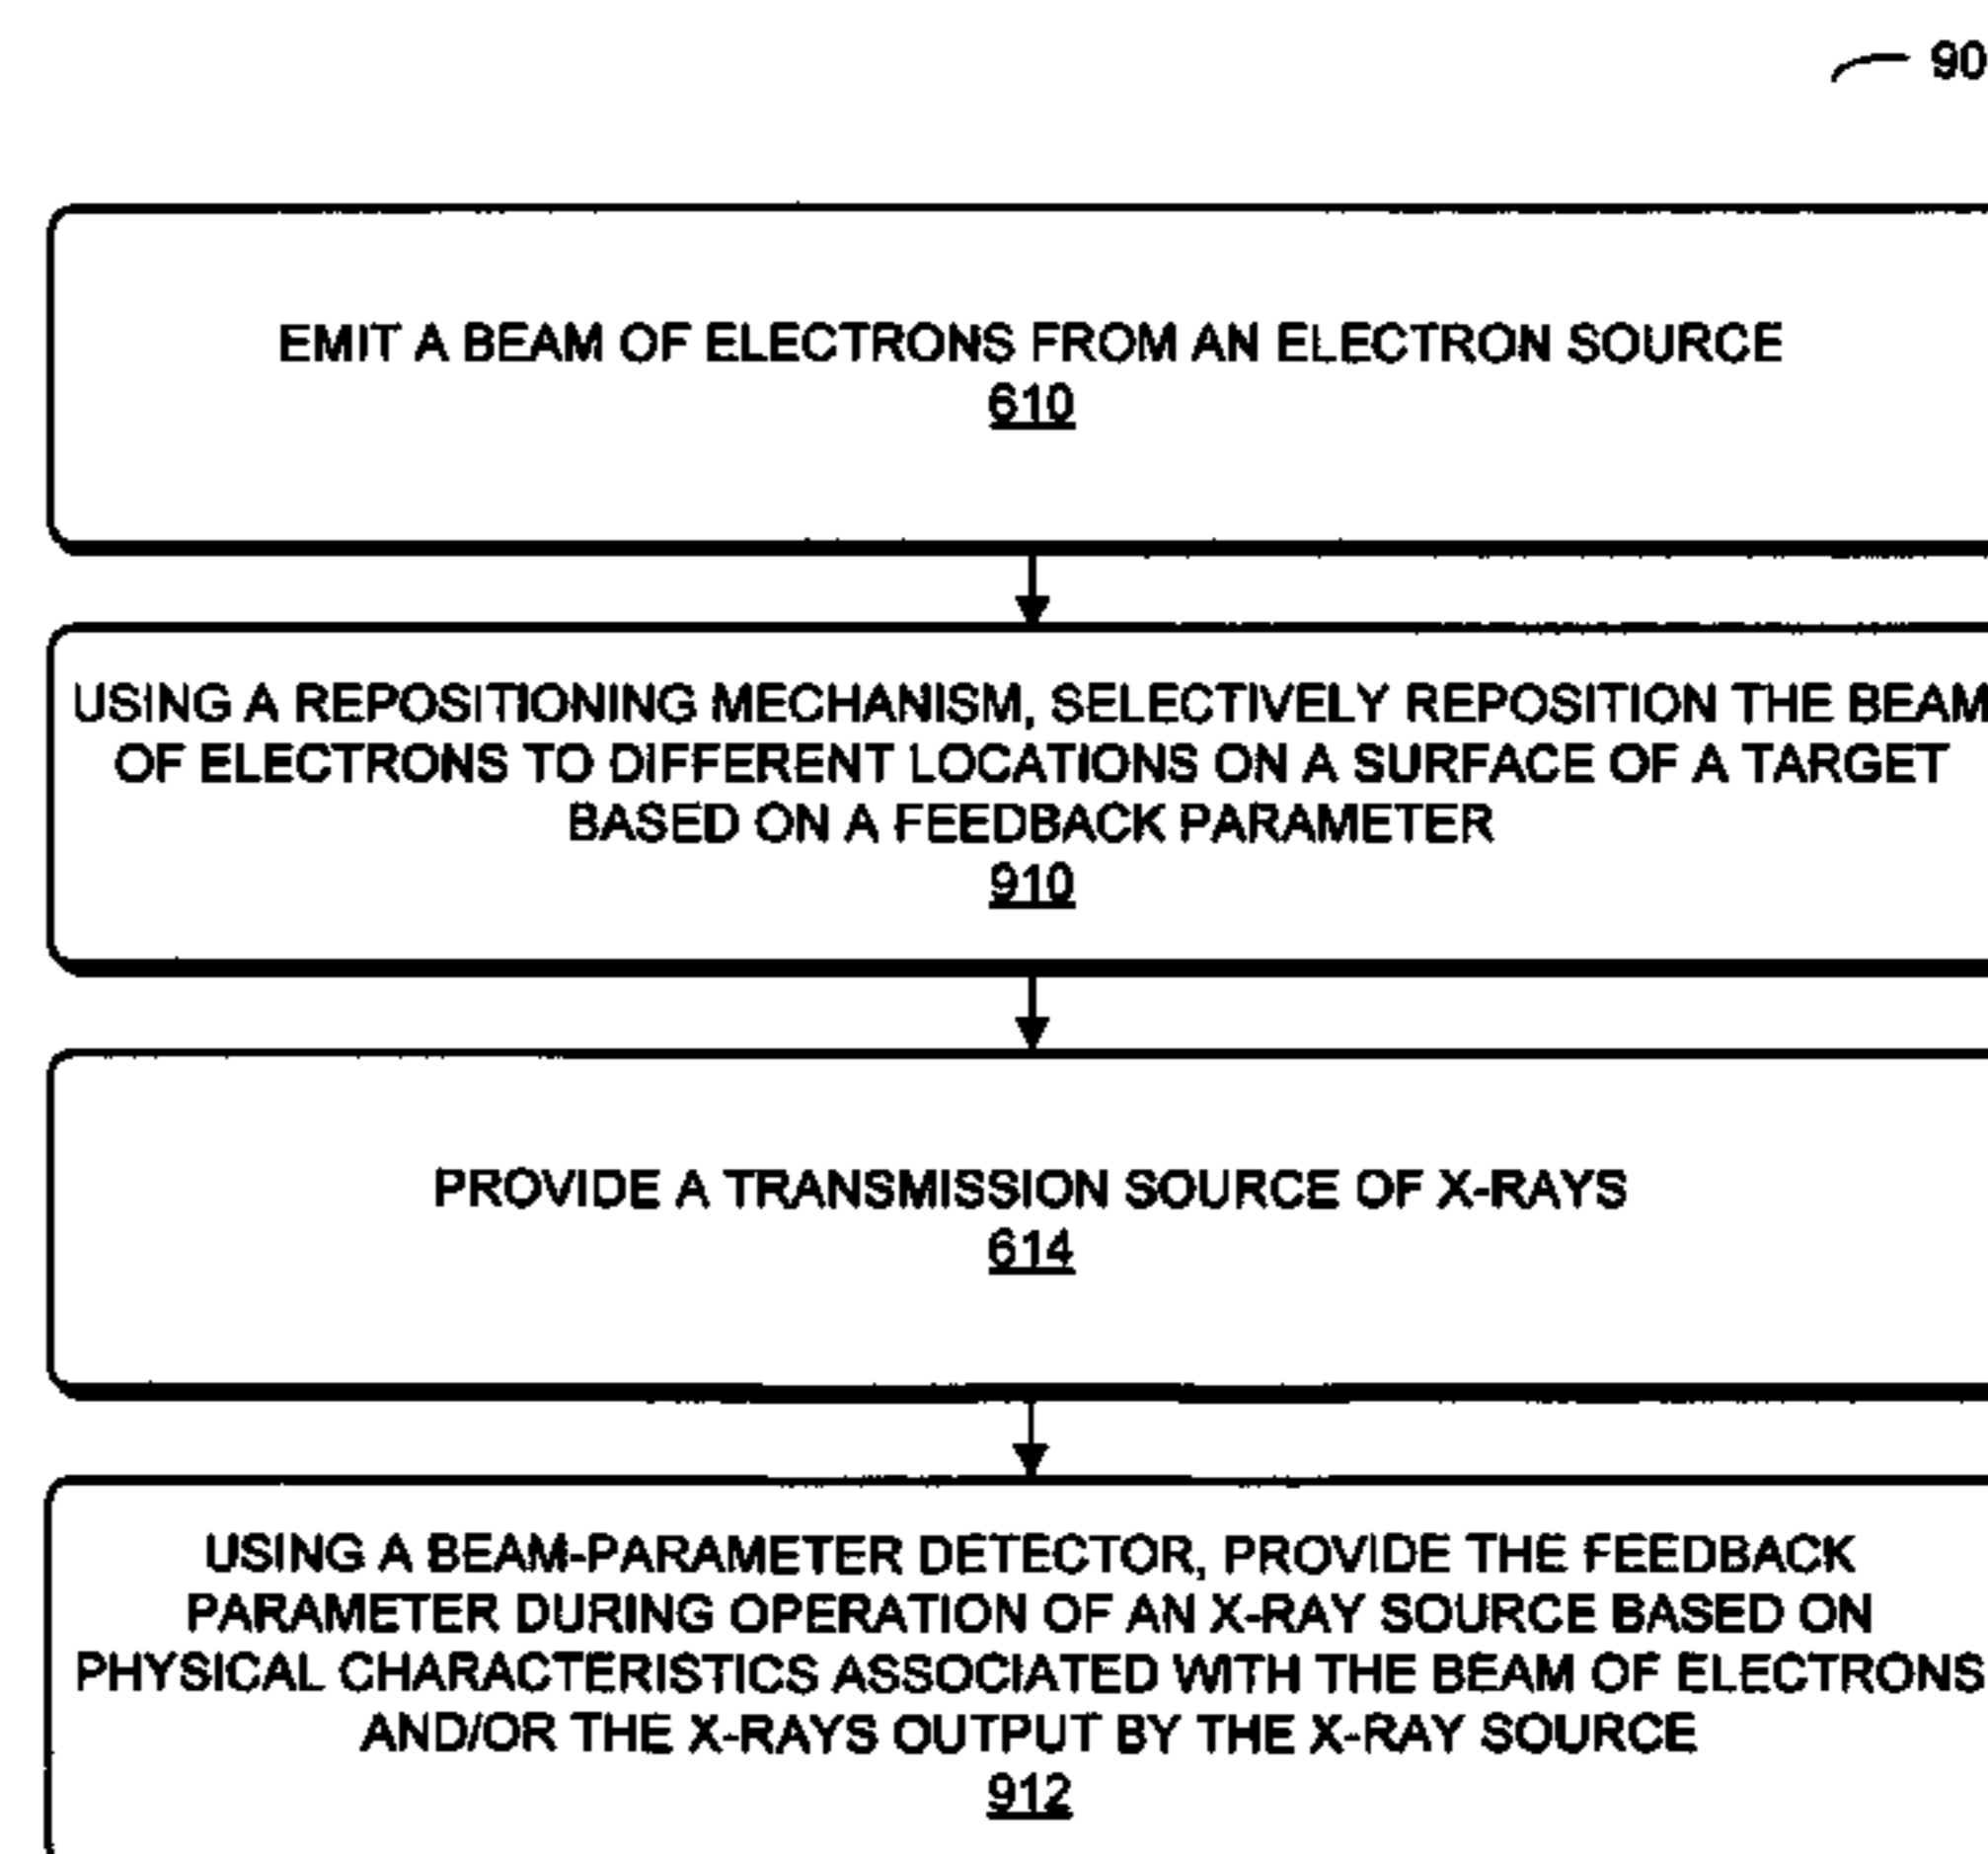 90
EMIT A BEAM OF ELECTRONS FROM AN ELECTRON SOURCE
610
USING A REPOSITIONING MECHANISM, SELECTIVELY REPOSITION THE BEAM
OF ELECTRONS TO DIFFERENT LOCATIONS ON A SURFACE OF A TARGET
BASED ON A FEEDBACK PARAMETER
910
PROVIDE A TRANSMISSION SOURCE OF X-RAYS
614
USING A BEAM-PARAMETER DETECTOR, PROVIDE THE FEEDBACK
PARAMETER DURING OPERATION OF AN X-RAY SOURCE BASED ON
PHYSICAL CHARACTERISTICS ASSOCIATED WITH THE BEAM OF ELECTRONS
AND/OR THE X-RAYS OUTPUT BY THE X-RAY SOURCE
912